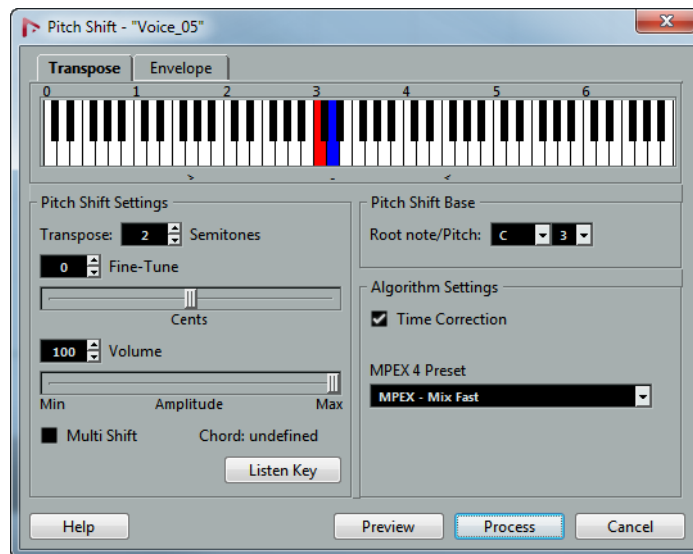 Pitch Shift - "Voice_05"
Transpose Envelope
0 1 2 3 4 5 6
Pitch Shift Settings
Transpose: 2 Semitones
0 Fine-Tune
Cents
100 Volume
Min Amplitude Max
Multi Shift Chord: undefined
Listen Key
Pitch Shift Base
Root note/Pitch: C 3
Algorithm Settings
Time Correction
MPEX 4 Preset
MPEX - Mix Fast
Help Preview Process Cancel